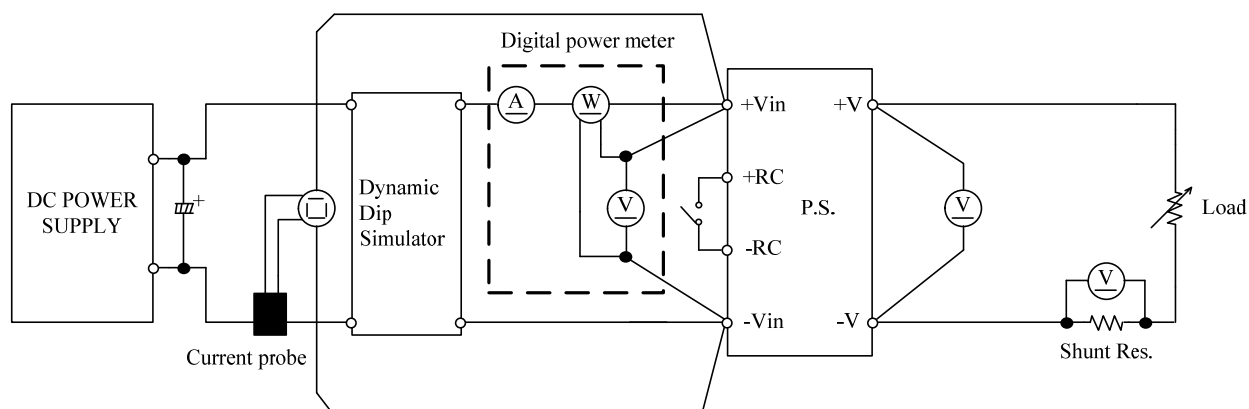 Digital power meter
A
W
+Vin
+V
DC POWER
SUPPLY
+
Dynamic
Dip
Simulator
V
+RC
-RC
P.S.
V
Load
V
-Vin
-V
Current probe
Shunt Res.